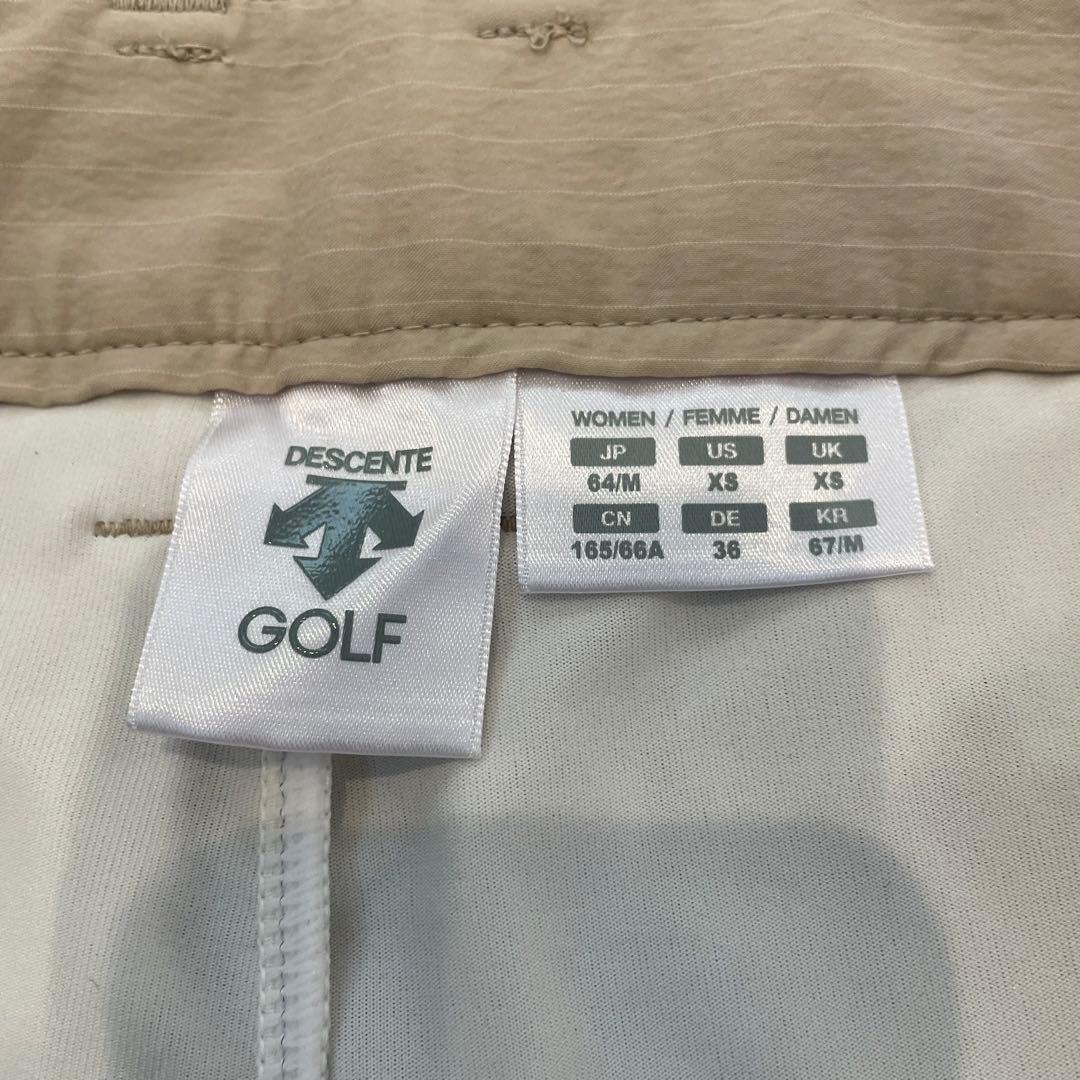 DESCENTE
GOLF
WOMEN / FEMME / DAMEN
JP US UK
64/M XS XS
CN DE KR
165/66A 36 67/M